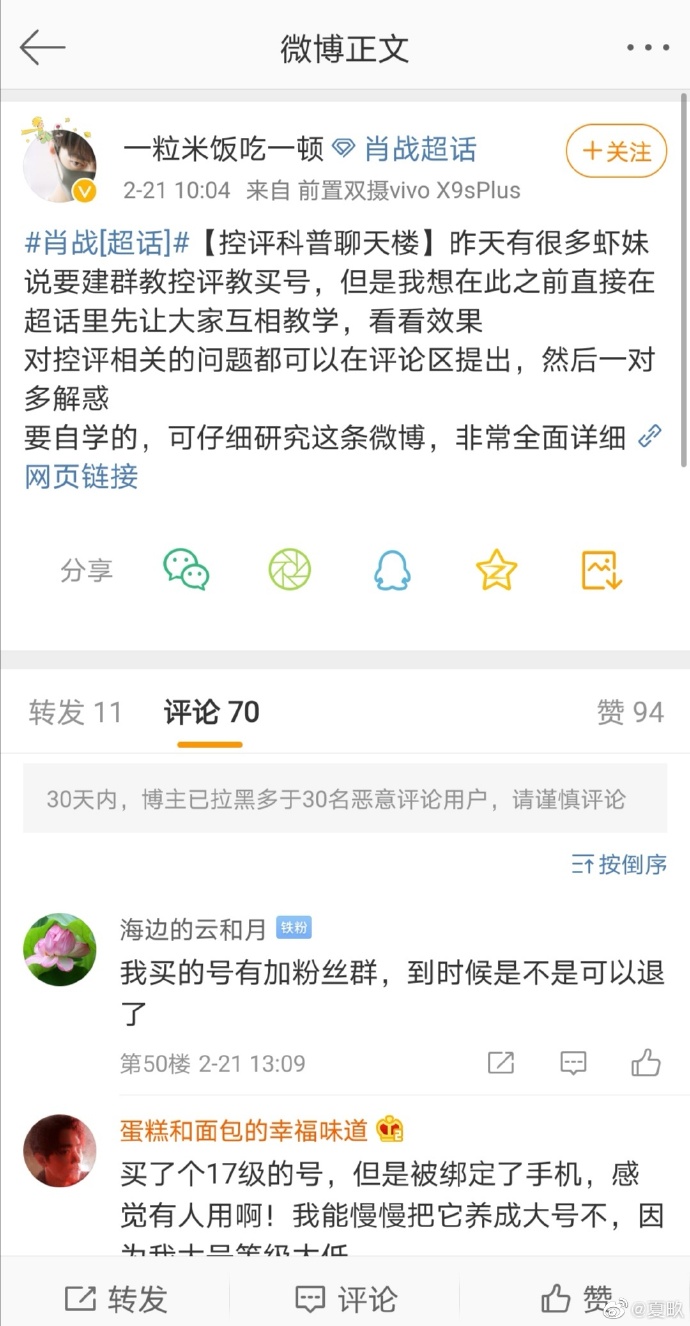 微博正文
一粒米饭吃一顿 肖战超话
2-21 10:04 来自 前置双摄vivo X9sPlus
+关注
#肖战[超话]#【控评科普聊天楼】昨天有很多虾妹
说要建群教控评教买号，但是我想在此之前直接在
超话里先让大家互相教学，看看效果
对控评相关的问题都可以在评论区提出，然后一对
多解惑
要自学的，可仔细研究这条微博，非常全面详细
网页链接
分享
转发 11 评论 70 赞 94
30天内，博主已拉黑多于30名恶意评论用户，请谨慎评论
按倒序
海边的云和月 铁粉
我买的号有加粉丝群，到时候是不是可以退
了
第50楼 2-21 13:09
蛋糕和面包的幸福味道
买了个17级的号，但是被绑定了手机，感
觉有人用啊！我能慢慢把它养成大号不，因
为我大号等级太低
转发 评论 赞
@夏畋